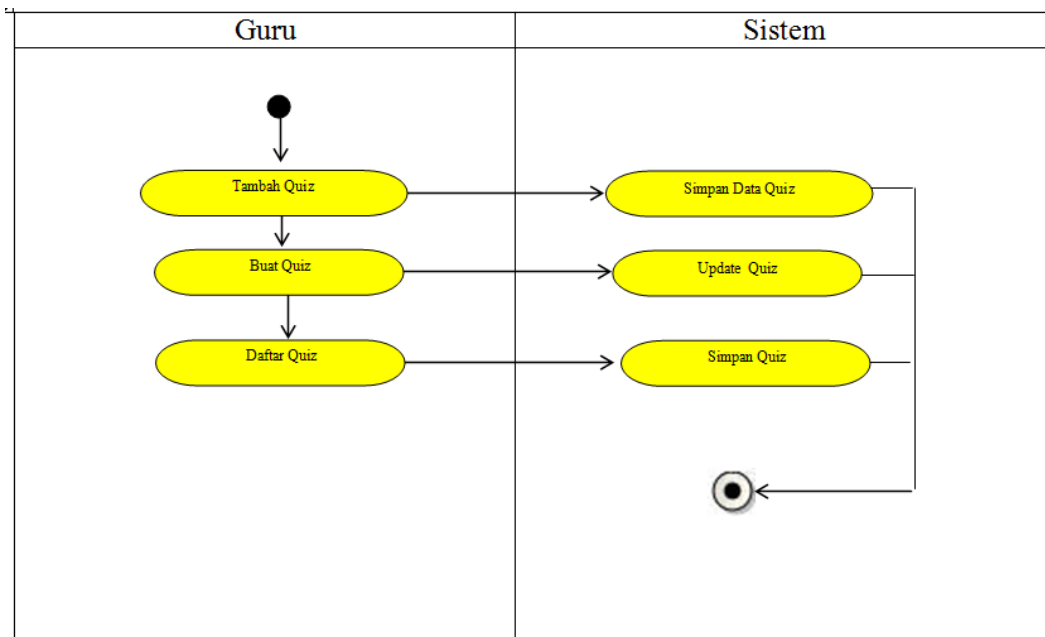 Guru
Sistem
Tambah Quiz
Simpan Data Quiz
Buat Quiz
Update Quiz
Daftar Quiz
Simpan Quiz